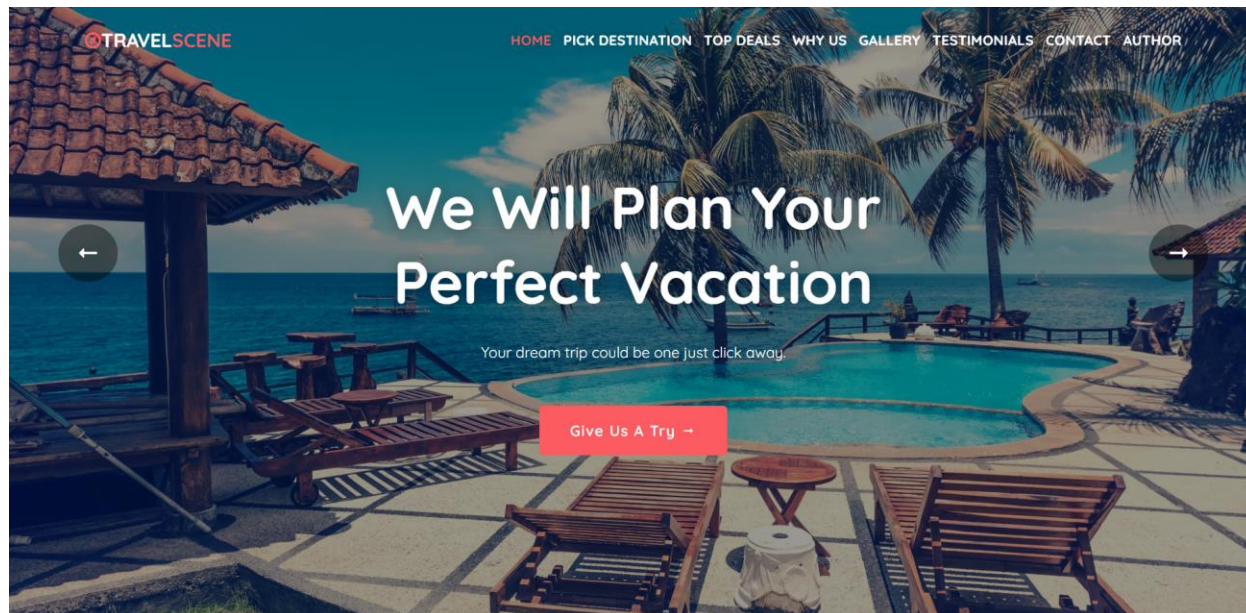 @TRAVELSCENE
HOME PICK DESTINATION TOP DEALS WHY US GALLERY TESTIMONIALS CONTACT AUTHOR
We Will Plan Your
Perfect Vacation
←
→
Your dream trip could be one just click away.
Give Us A Try →